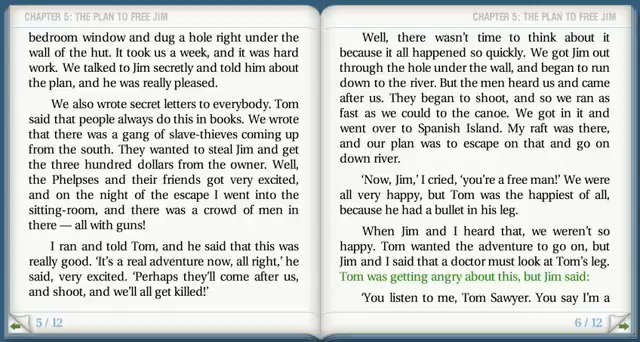 CHAPTER 5: THE PLAN TO FREE JIM
bedroom window and dug a hole right under the
wall of the hut. It took us a week, and it was hard
work. We talked to Jim secretly and told him about
the plan, and he was really pleased.
We also wrote secret letters to everybody. Tom
said that people always do this in books. We wrote
that there was a gang of slave-thieves coming up
from the south. They wanted to steal Jim and get
the three hundred dollars from the owner. Well,
the Phelpses and their friends got very excited,
and on the night of the escape I went into the
sitting-room, and there was a crowd of men in
there — all with guns!
I ran and told Tom, and he said that this was
really good. ‘It’s a real adventure now, all right,’ he
said, very excited. ‘Perhaps they’ll come after us,
and shoot, and we’ll all get killed!’
5 / 12
CHAPTER 5: THE PLAN TO FREE JIM
Well, there wasn’t time to think about it
because it all happened so quickly. We got Jim out
through the hole under the wall, and began to run
down to the river. But the men heard us and came
after us. They began to shoot, and so we ran as
fast as we could to the canoe. We got in it and
went over to Spanish Island. My raft was there,
and our plan was to escape on that and go on
down river.
‘Now, Jim,’ I cried, ‘you’re a free man!’ We were
all very happy, but Tom was the happiest of all,
because he had a bullet in his leg.
When Jim and I heard that, we weren’t so
happy. Tom wanted the adventure to go on, but
Jim and I said that a doctor must look at Tom’s leg.
Tom was getting angry about this, but Jim said:
‘You listen to me, Tom Sawyer. You say I’m a
6 / 12